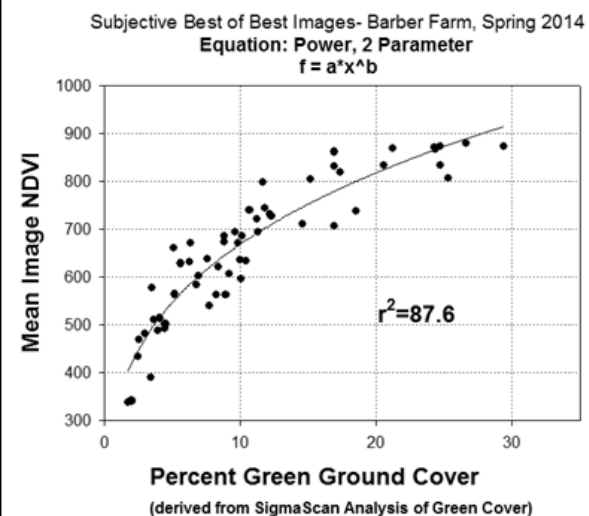 Subjective Best of Best Images- Barber Farm, Spring 2014
Equation: Power, 2 Parameter
f = a*x^b
1000
900
800
700
600
500
400
300
Mean Image NDVI
r²=87.6
0 10 20 30
Percent Green Ground Cover
(derived from SigmaScan Analysis of Green Cover)